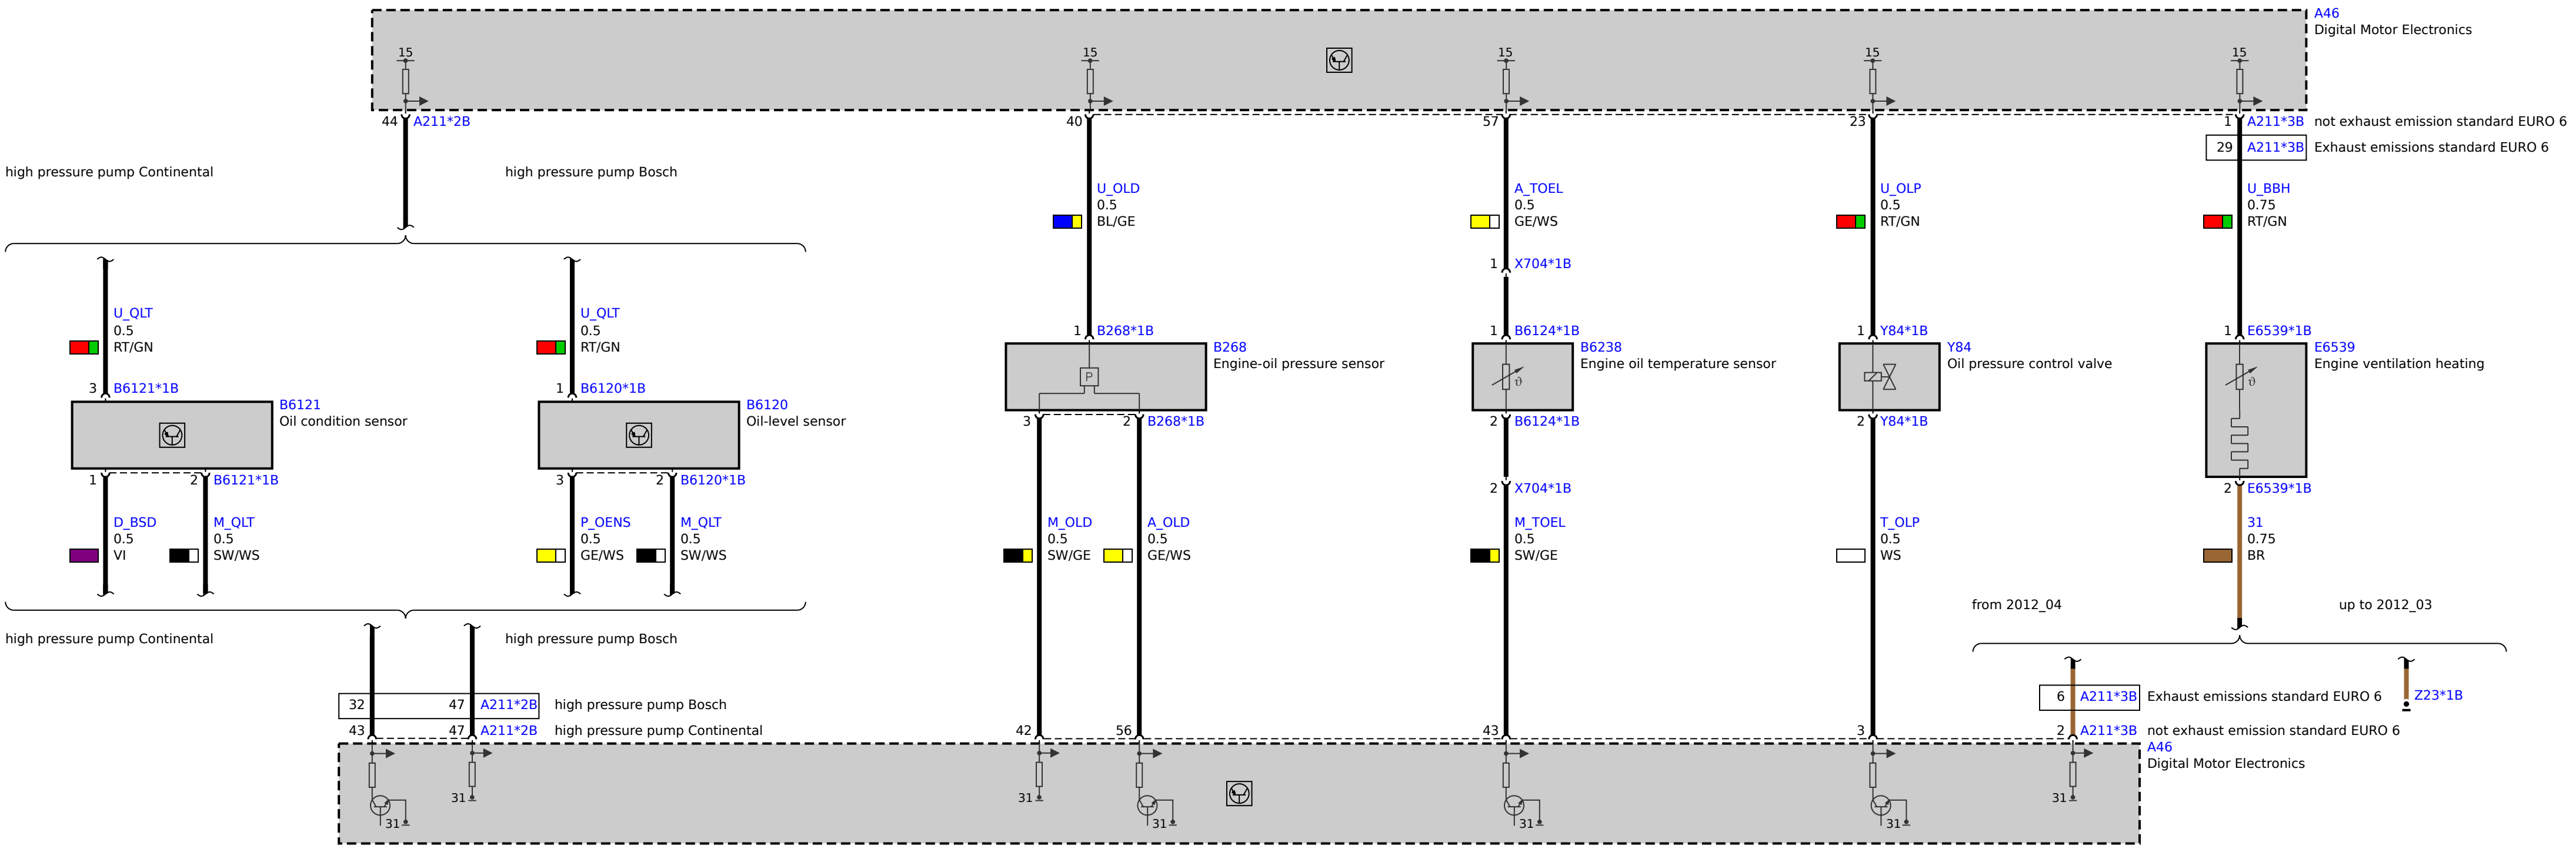 A46
Digital Motor Electronics
15 15 15 15 15
44 A211*2B 40 57 23 1 A211*3B not exhaust emission standard EURO 6
29 A211*3B Exhaust emissions standard EURO 6
high pressure pump Continental high pressure pump Bosch
U_OLD A_TOEL U_OLP U_BBH
0.5 0.5 0.5 0.75
BL/GE GE/WS RT/GN RT/GN
1 X704*1B
U_QLT U_QLT
0.5 0.5
RT/GN RT/GN
1 B268*1B 1 B6124*1B 1 Y84*1B 1 E6539*1B
B268 B6238 Y84 E6539
Engine-oil pressure sensor Engine oil temperature sensor Oil pressure control valve Engine ventilation heating
P ϑ ϑ
3 B6121*1B 1 B6120*1B
B6121 B6120
Oil condition sensor Oil-level sensor
3 2 B268*1B 2 B6124*1B 2 Y84*1B
1 2 B6121*1B 3 2 B6120*1B
2 X704*1B 2 E6539*1B
D_BSD M_QLT P_OENS M_QLT M_OLD A_OLD M_TOEL T_OLP 31
0.5 0.5 0.5 0.5 0.5 0.5 0.5 0.5 0.75
VI SW/WS GE/WS SW/WS SW/GE GE/WS SW/GE WS BR
from 2012_04 up to 2012_03
high pressure pump Continental high pressure pump Bosch
6 A211*3B Exhaust emissions standard EURO 6 Z23*1B
32 47 A211*2B high pressure pump Bosch
43 47 A211*2B high pressure pump Continental 42 56 43 3 2 A211*3B not exhaust emission standard EURO 6
A46
Digital Motor Electronics
31 31 31
31 31 31 31